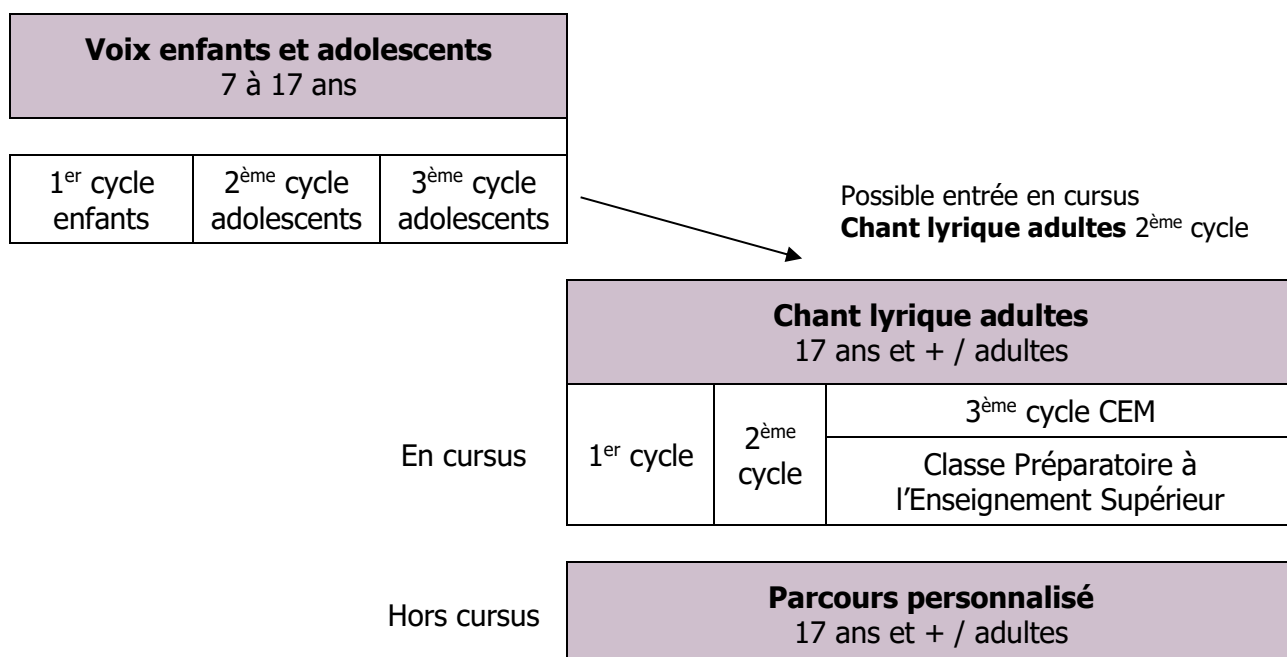 Voix enfants et adolescents
7 à 17 ans
1er cycle
enfants
2ème cycle
adolescents
3ème cycle
adolescents
Possible entrée en cursus
Chant lyrique adultes 2ème cycle
Chant lyrique adultes
17 ans et + / adultes
En cursus
1er cycle
2ème
cycle
3ème cycle CEM
Classe Préparatoire à
l’Enseignement Supérieur
Hors cursus
Parcours personnalisé
17 ans et + / adultes